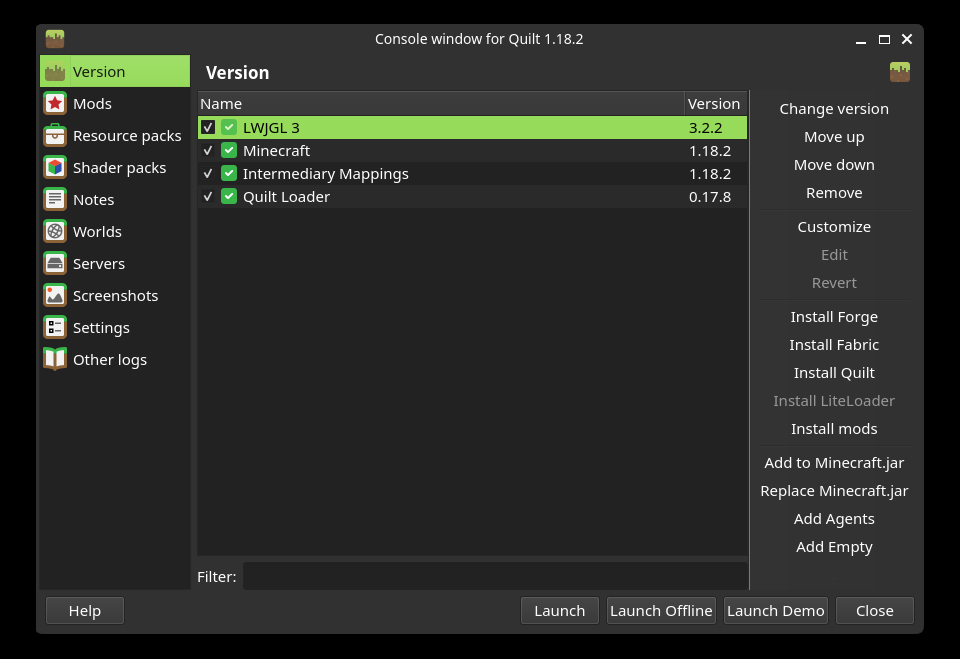 Console window for Quilt 1.18.2
Version
Mods
Resource packs
Shader packs
Notes
Worlds
Servers
Screenshots
Settings
Other logs
Version
Name Version
LWJGL 3 3.2.2
Minecraft 1.18.2
Intermediary Mappings 1.18.2
Quilt Loader 0.17.8
Filter:
Change version
Move up
Move down
Remove
Customize
Edit
Revert
Install Forge
Install Fabric
Install Quilt
Install LiteLoader
Install mods
Add to Minecraft.jar
Replace Minecraft.jar
Add Agents
Add Empty
Help Launch Launch Offline Launch Demo Close